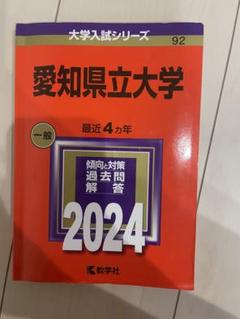 大学入試シリーズ
92
愛知県立大学
一般
最近4ヵ年
傾向と対策
過去問
解答
2024
教学社